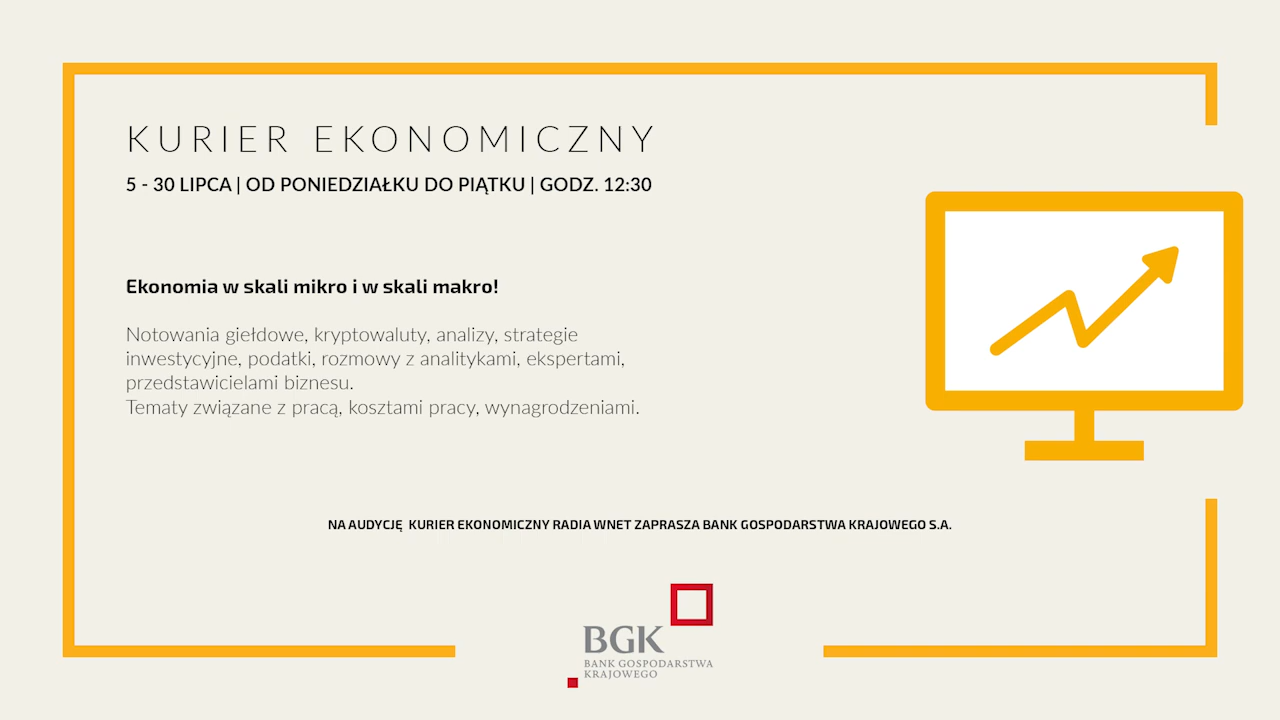 KURIER EKONOMICZNY
5 - 30 LIPCA | OD PONIEDZIAŁKU DO PIĄTKU | GODZ. 12:30
Ekonomia w skali mikro i w skali makro!
Notowania giełdowe, kryptowaluty, analizy, strategie
inwestycyjne, podatki, rozmowy z analitykami, ekspertami,
przedstawicielami biznesu.
Tematy związane z pracą, kosztami pracy, wynagrodzeniami.
NA AUDYCJĘ KURIER EKONOMICZNY RADIA WNET ZAPRASZA BANK GOSPODARSTWA KRAJOWEGO S.A.
BGK
BANK GOSPODARSTWA
KRAJOWEGO